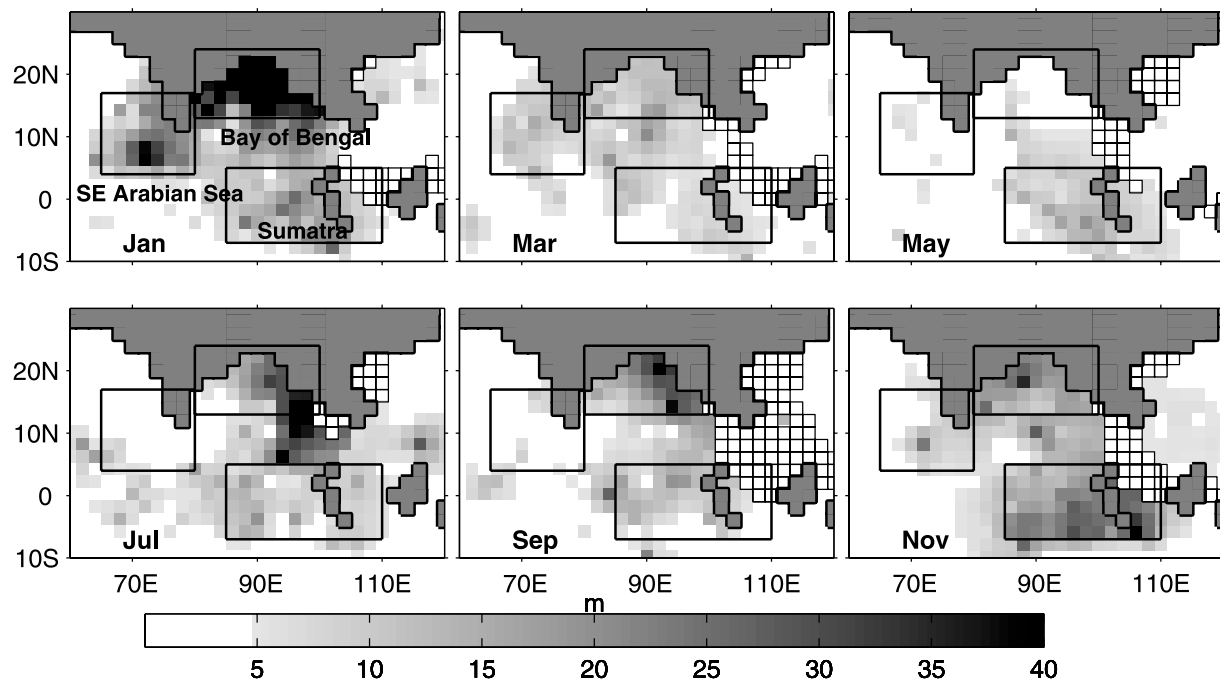 20N
10N
0
10S
Bay of Bengal
SE Arabian Sea
Sumatra
Jan
Mar
May
20N
10N
0
10S
Jul
Sep
Nov
70E 90E 110E 70E 90E 110E 70E 90E 110E
m
5 10 15 20 25 30 35 40